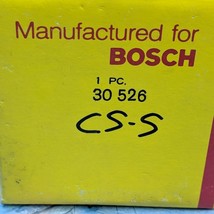 Manufactured for
BOSCH
1 PC.
30 526
CS-S